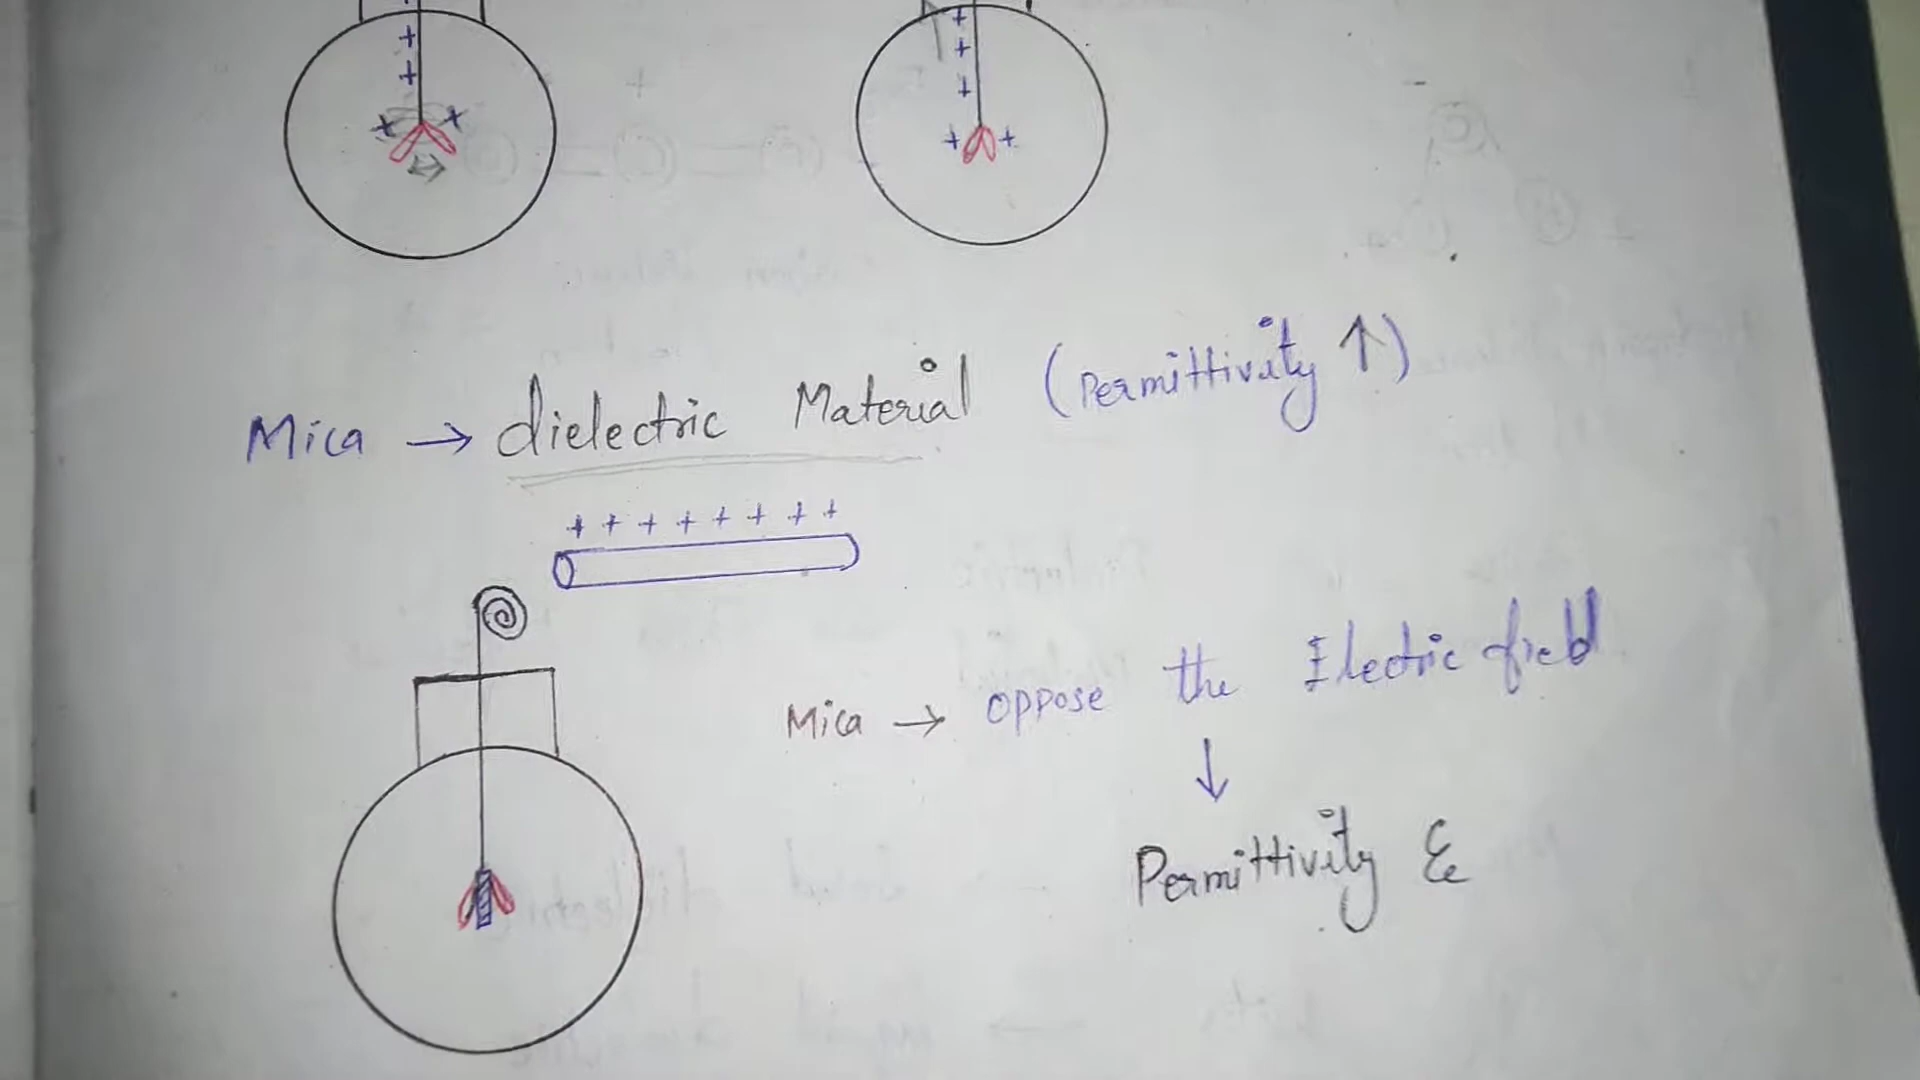 +
+
+ +
+
+
+
+ +
Mica → dielectric Material (Permittivity ↑)
+ + + + + + + +
Mica → oppose the Electric field
↓
Permittivity ε